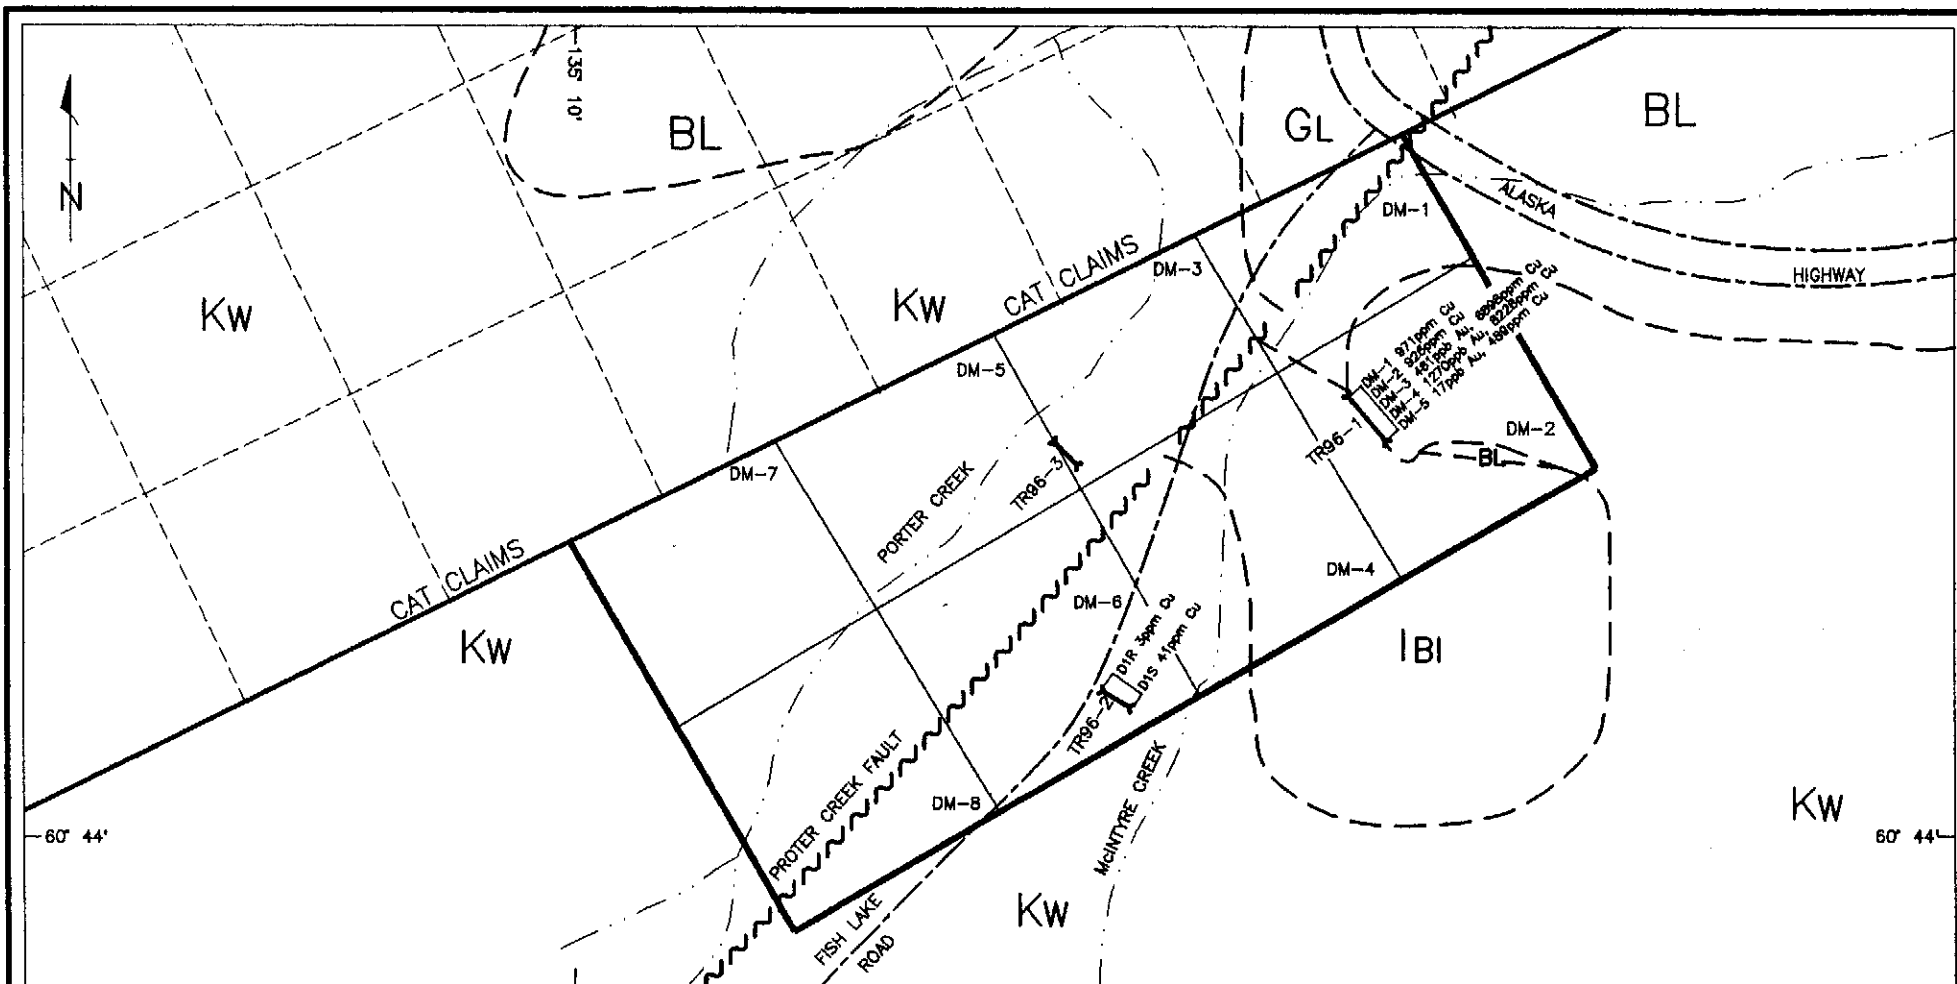 135° 10'
BL
GL
BL
N
ALASKA
HIGHWAY
DM-1
DM-3
CAT CLAIMS
KW
KW
DM-5
DM-1 971ppm Cu
DM-2 926ppm Cu
DM-3 461ppb Au, 6898ppm Cu
DM-4 1270ppb Au, 8228ppm Cu
DM-5 17ppb Au, 489ppm Cu
TR96-1
DM-2
BL
DM-7
TR96-3
PORTER CREEK
CAT CLAIMS
KW
DM-4
DM-6
D1R 3ppm Cu
D1S 41ppm Cu
TR96-2
IBI
PROTER CREEK FAULT
DM-8
McINTYRE CREEK
KW
60° 44'
60° 44'
KW
FISH LAKE
ROAD